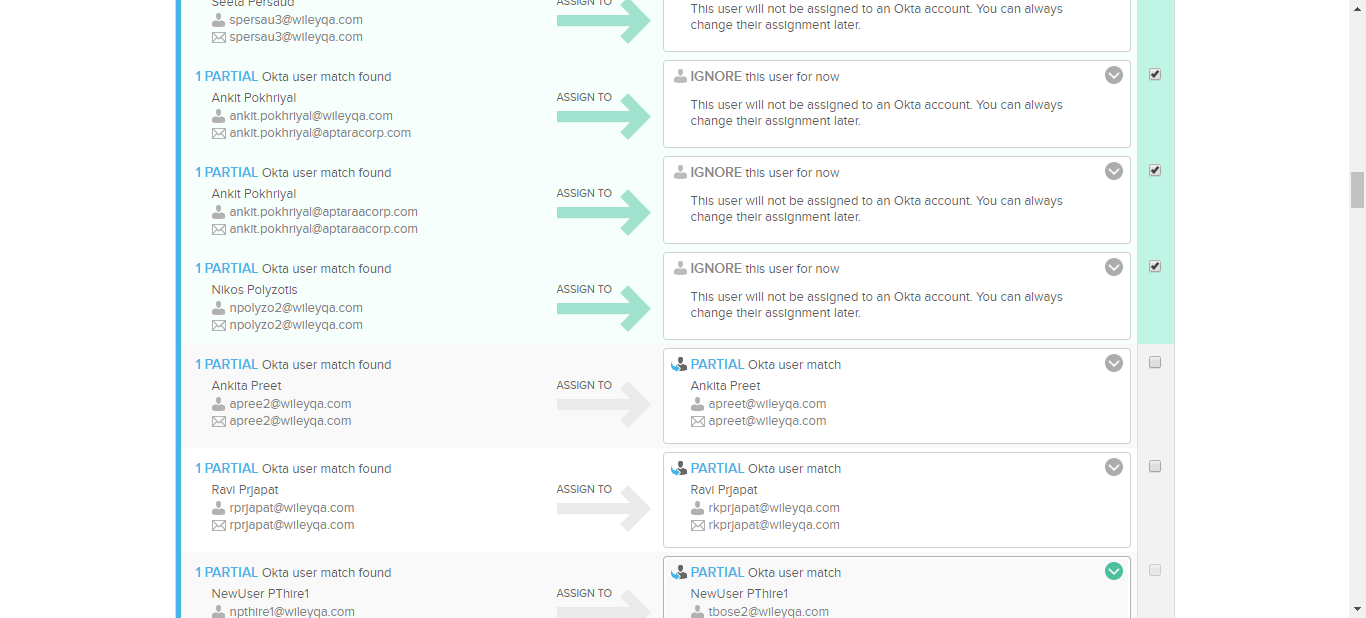 Seeta Persaud
spersau3@wileyqa.com
spersau3@wileyqa.com
ASSIGN TO
This user will not be assigned to an Okta account. You can always
change their assignment later.
1 PARTIAL Okta user match found
Ankit Pokhriyal
ankit.pokhriyal@wileyqa.com
ankit.pokhriyal@aptaracorp.com
ASSIGN TO
IGNORE this user for now
This user will not be assigned to an Okta account. You can always
change their assignment later.
1 PARTIAL Okta user match found
Ankit Pokhriyal
ankit.pokhriyal@aptaraacorp.com
ankit.pokhriyal@aptaraacorp.com
ASSIGN TO
IGNORE this user for now
This user will not be assigned to an Okta account. You can always
change their assignment later.
1 PARTIAL Okta user match found
Nikos Polyzotis
npolyzo2@wileyqa.com
npolyzo2@wileyqa.com
ASSIGN TO
IGNORE this user for now
This user will not be assigned to an Okta account. You can always
change their assignment later.
1 PARTIAL Okta user match found
Ankita Preet
apree2@wileyqa.com
apree2@wileyqa.com
ASSIGN TO
PARTIAL Okta user match
Ankita Preet
apreet@wileyqa.com
apreet@wileyqa.com
1 PARTIAL Okta user match found
Ravi Prjapat
rprjapat@wileyqa.com
rprjapat@wileyqa.com
ASSIGN TO
PARTIAL Okta user match
Ravi Prjapat
rkprjapat@wileyqa.com
rkprjapat@wileyqa.com
1 PARTIAL Okta user match found
NewUser PThire1
npthire1@wileyqa.com
ASSIGN TO
PARTIAL Okta user match
NewUser PThire1
tbose2@wileyqa.com